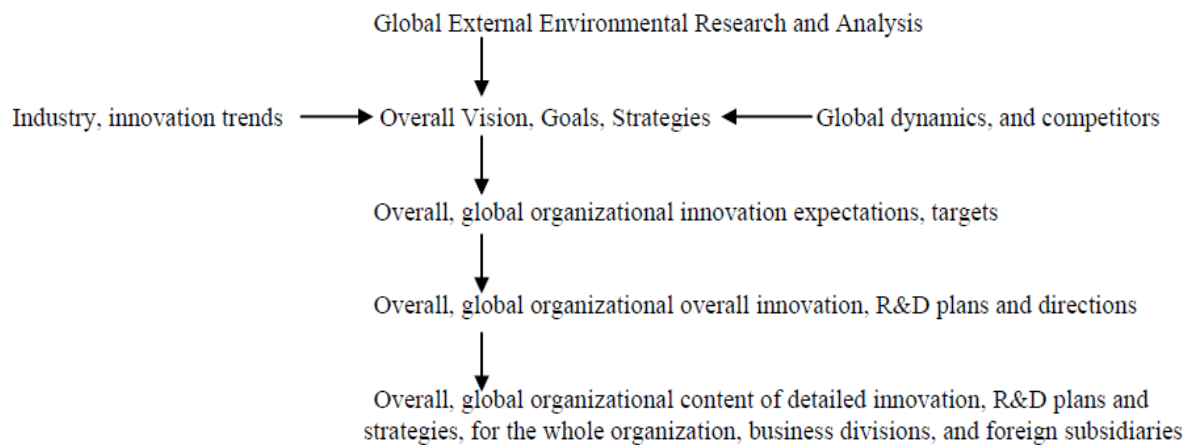 Global External Environmental Research and Analysis
Industry, innovation trends
Overall Vision, Goals, Strategies
Global dynamics, and competitors
Overall, global organizational innovation expectations, targets
Overall, global organizational overall innovation, R&D plans and directions
Overall, global organizational content of detailed innovation, R&D plans and
strategies, for the whole organization, business divisions, and foreign subsidiaries